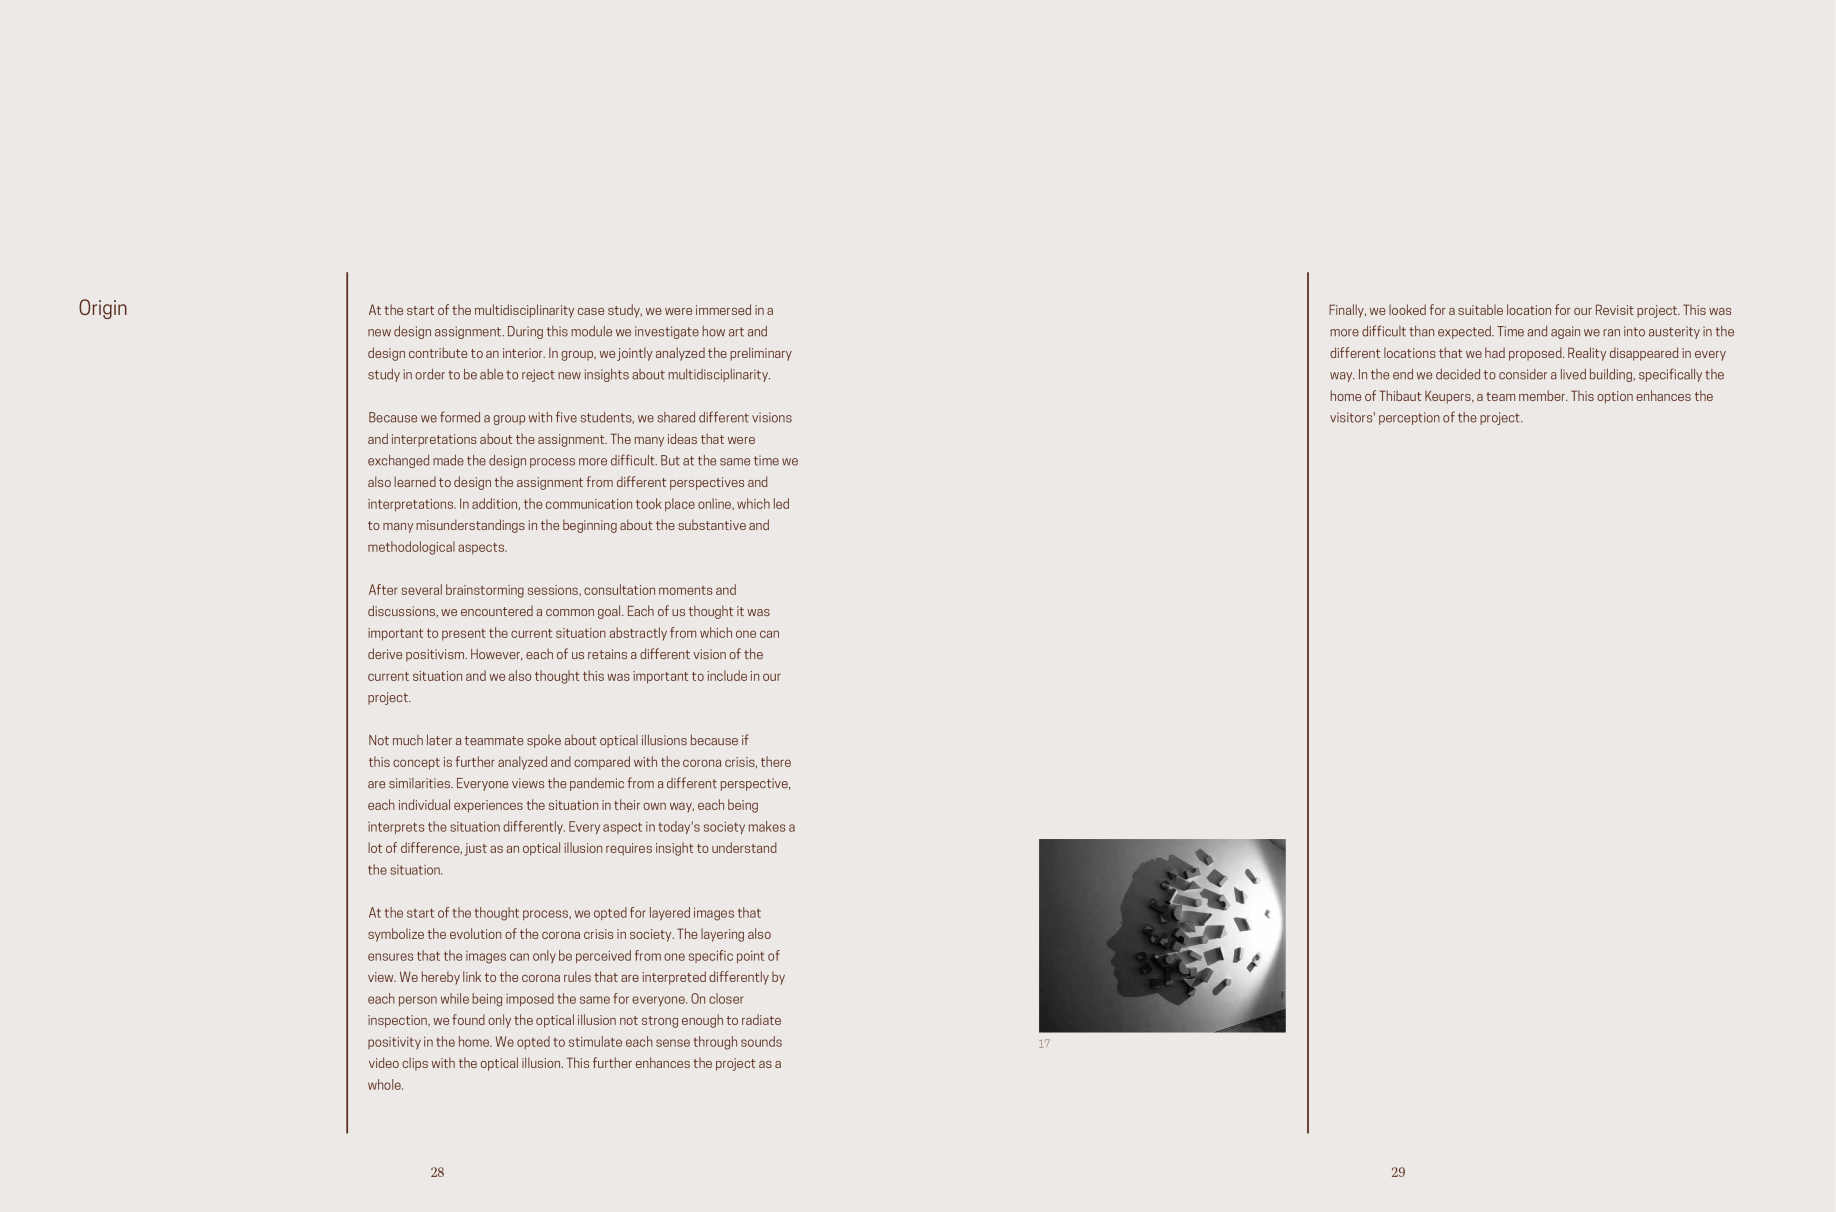 Origin
At the start of the multidisciplinarity case study, we were immersed in a
new design assignment. During this module we investigate how art and
design contribute to an interior. In group, we jointly analyzed the preliminary
study in order to be able to reject new insights about multidisciplinarity.
Because we formed a group with five students, we shared different visions
and interpretations about the assignment. The many ideas that were
exchanged made the design process more difficult. But at the same time we
also learned to design the assignment from different perspectives and
interpretations. In addition, the communication took place online, which led
to many misunderstandings in the beginning about the substantive and
methodological aspects.
After several brainstorming sessions, consultation moments and
discussions, we encountered a common goal. Each of us thought it was
important to present the current situation abstractly from which one can
derive positivism. However, each of us retains a different vision of the
current situation and we also thought this was important to include in our
project.
Not much later a teammate spoke about optical illusions because if
this concept is further analyzed and compared with the corona crisis, there
are similarities. Everyone views the pandemic from a different perspective,
each individual experiences the situation in their own way, each being
interprets the situation differently. Every aspect in today's society makes a
lot of difference, just as an optical illusion requires insight to understand
the situation.
At the start of the thought process, we opted for layered images that
symbolize the evolution of the corona crisis in society. The layering also
ensures that the images can only be perceived from one specific point of
view. We hereby link to the corona rules that are interpreted differently by
each person while being imposed the same for everyone. On closer
inspection, we found only the optical illusion not strong enough to radiate
positivity in the home. We opted to stimulate each sense through sounds
video clips with the optical illusion. This further enhances the project as a
whole.
28
Finally, we looked for a suitable location for our Revisit project. This was
more difficult than expected. Time and again we ran into austerity in the
different locations that we had proposed. Reality disappeared in every
way. In the end we decided to consider a lived building, specifically the
home of Thibaut Keupers, a team member. This option enhances the
visitors' perception of the project.
17
29